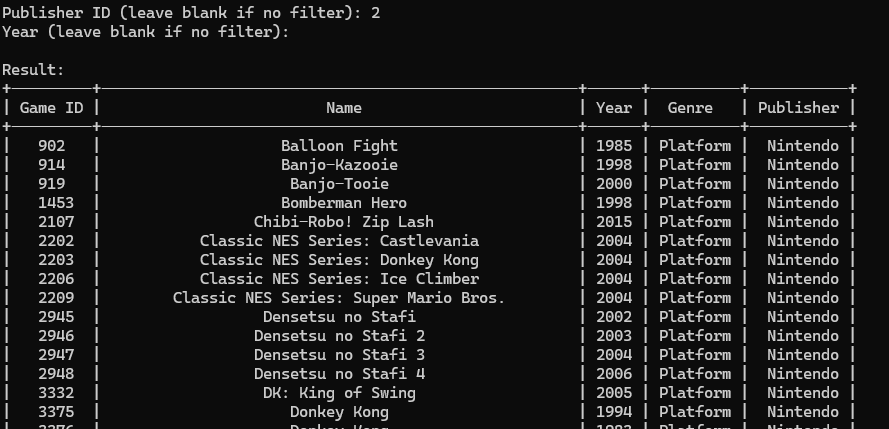 Publisher ID (leave blank if no filter): 2
Year (leave blank if no filter):
Result:
| Game ID | Name | Year | Genre | Publisher |
| 902 | Balloon Fight | 1985 | Platform | Nintendo |
| 914 | Banjo-Kazooie | 1998 | Platform | Nintendo |
| 919 | Banjo-Tooie | 2000 | Platform | Nintendo |
| 1453 | Bomberman Hero | 1998 | Platform | Nintendo |
| 2107 | Chibi-Robo! Zip Lash | 2015 | Platform | Nintendo |
| 2202 | Classic NES Series: Castlevania | 2004 | Platform | Nintendo |
| 2203 | Classic NES Series: Donkey Kong | 2004 | Platform | Nintendo |
| 2206 | Classic NES Series: Ice Climber | 2004 | Platform | Nintendo |
| 2209 | Classic NES Series: Super Mario Bros. | 2004 | Platform | Nintendo |
| 2945 | Densetsu no Stafi | 2002 | Platform | Nintendo |
| 2946 | Densetsu no Stafi 2 | 2003 | Platform | Nintendo |
| 2947 | Densetsu no Stafi 3 | 2004 | Platform | Nintendo |
| 2948 | Densetsu no Stafi 4 | 2006 | Platform | Nintendo |
| 3332 | DK: King of Swing | 2005 | Platform | Nintendo |
| 3375 | Donkey Kong | 1994 | Platform | Nintendo |